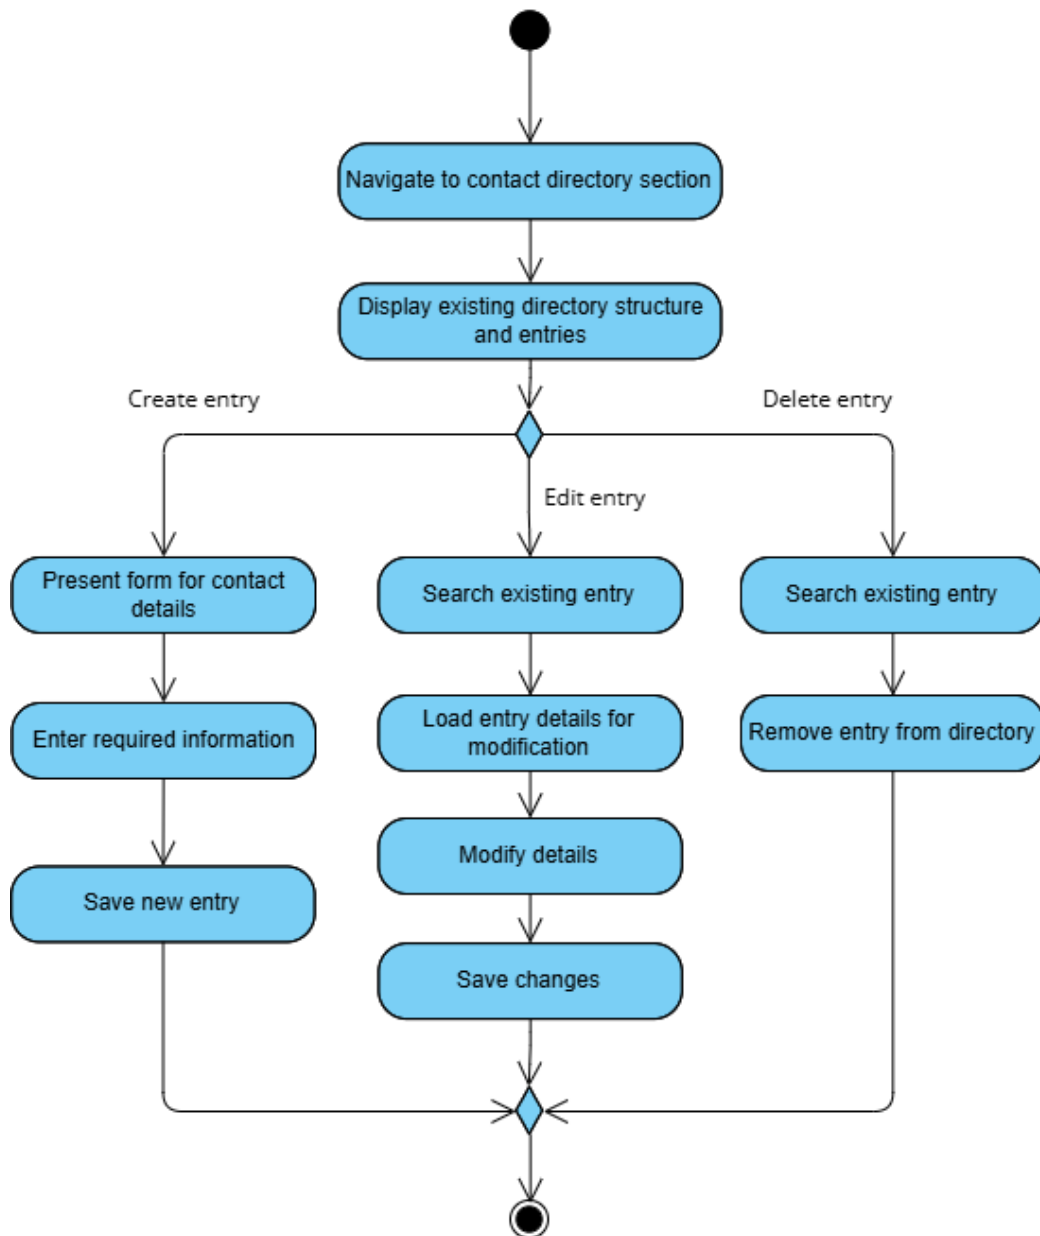 Navigate to contact directory section
Display existing directory structure
and entries
Create entry
Delete entry
Edit entry
Present form for contact
details
Search existing entry
Search existing entry
Enter required information
Load entry details for
modification
Remove entry from directory
Modify details
Save new entry
Save changes